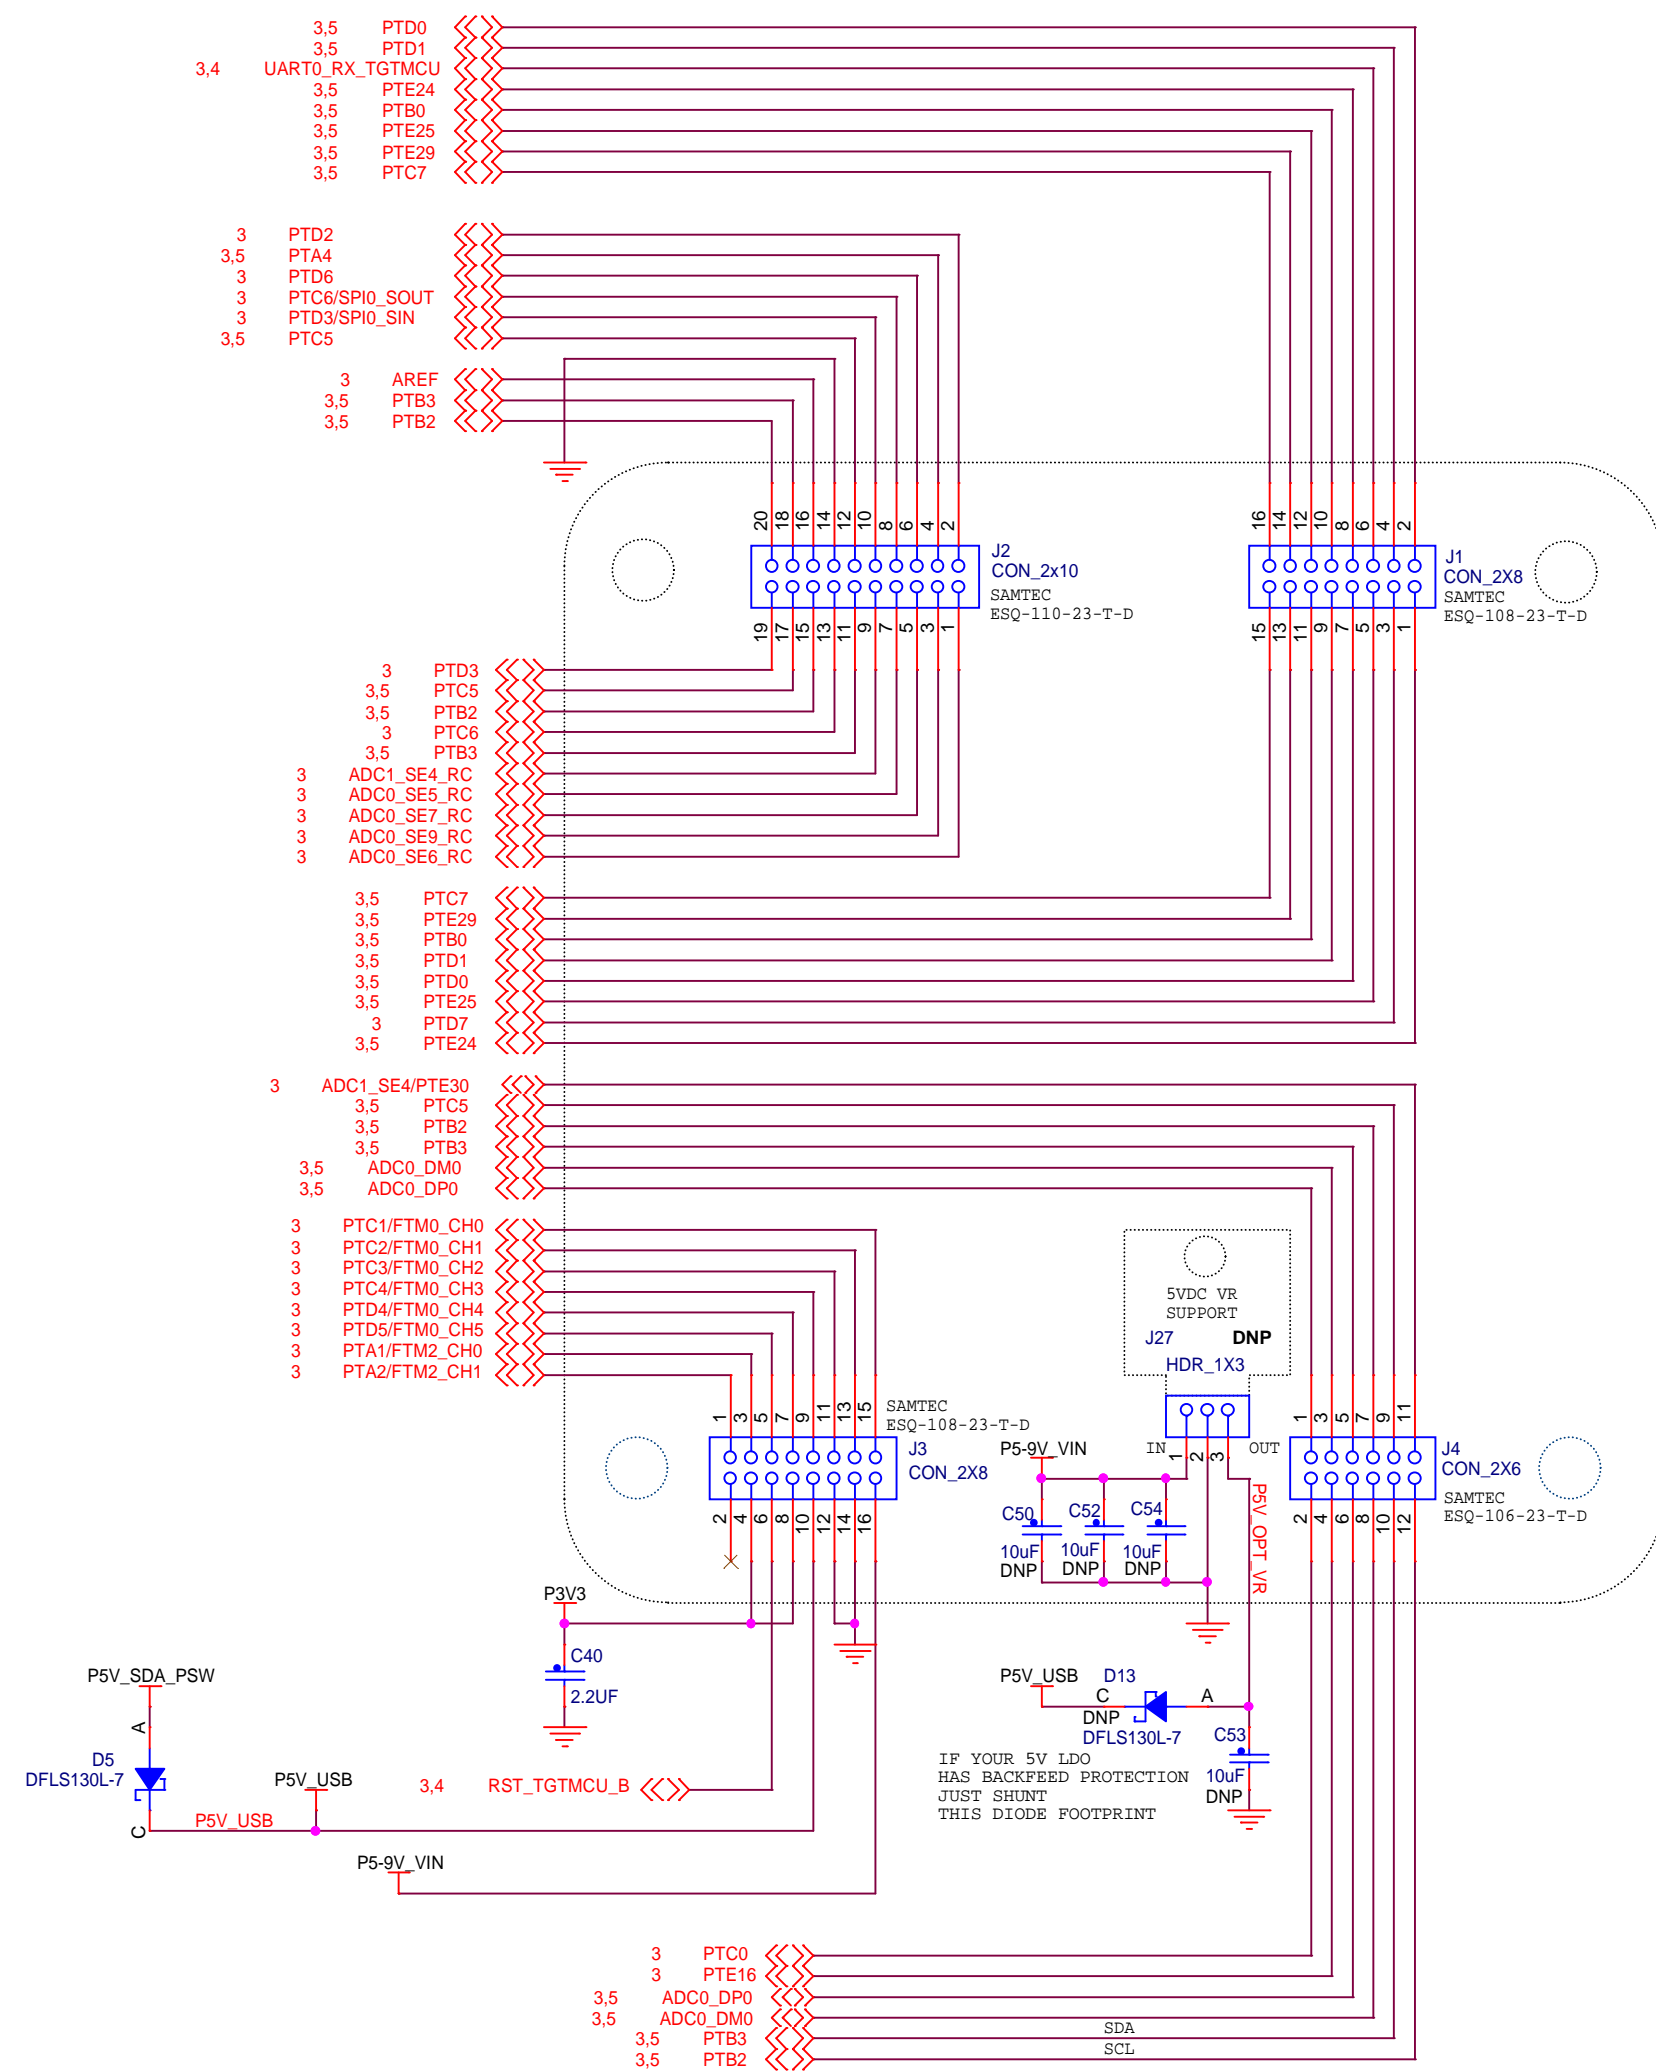 3,5 PTD0
3,5 PTD1
3,4 UART0_RX_TGTMCU
3,5 PTE24
3,5 PTB0
3,5 PTE25
3,5 PTE29
3,5 PTC7
3 PTD2
3,5 PTA4
3 PTD6
3 PTC6/SPI0_SOUT
3 PTD3/SPI0_SIN
3,5 PTC5
3 AREF
3,5 PTB3
3,5 PTB2
20 18 16 14 12 10 8 6 4 2
16 14 12 10 8 6 4 2
J2
CON_2x10
SAMTEC
ESQ-110-23-T-D
J1
CON_2X8
SAMTEC
ESQ-108-23-T-D
19 17 15 13 11 9 7 5 3 1
15 13 11 9 7 5 3 1
3 PTD3
3,5 PTC5
3,5 PTB2
3 PTC6
3,5 PTB3
3 ADC1_SE4_RC
3 ADC0_SE5_RC
3 ADC0_SE7_RC
3 ADC0_SE9_RC
3 ADC0_SE6_RC
3,5 PTC7
3,5 PTE29
3,5 PTB0
3,5 PTD1
3,5 PTD0
3,5 PTE25
3 PTD7
3,5 PTE24
3 ADC1_SE4/PTE30
3,5 PTC5
3,5 PTB2
3,5 PTB3
3,5 ADC0_DM0
3,5 ADC0_DP0
3 PTC1/FTM0_CH0
3 PTC2/FTM0_CH1
3 PTC3/FTM0_CH2
3 PTC4/FTM0_CH3
3 PTD4/FTM0_CH4
3 PTD5/FTM0_CH5
3 PTA1/FTM2_CH0
3 PTA2/FTM2_CH1
5VDC VR
SUPPORT
J27 DNP
HDR_1X3
1 3 5 7 9 11 13 15
SAMTEC
ESQ-108-23-T-D
J3
CON_2X8
2 4 6 8 10 12 14 16
P5-9V_VIN
IN 1 2 3 OUT
P5V_OPT_VR
1 3 5 7 9 11
J4
CON_2X6
SAMTEC
ESQ-106-23-T-D
2 4 6 8 10 12
C50 C52 C54
10uF 10uF 10uF
DNP DNP DNP
P3V3
C40
2.2UF
P5V_SDA_PSW
A
D5
DFLS130L-7
C
P5V_USB
P5V_USB
3,4 RST_TGTMCU_B
P5-9V_VIN
P5V_USB D13
C A
DNP
DFLS130L-7
C53
10uF
DNP
IF YOUR 5V LDO
HAS BACKFEED PROTECTION
JUST SHUNT
THIS DIODE FOOTPRINT
3 PTC0
3 PTE16
3,5 ADC0_DP0
3,5 ADC0_DM0
3,5 PTB3 SDA
3,5 PTB2 SCL